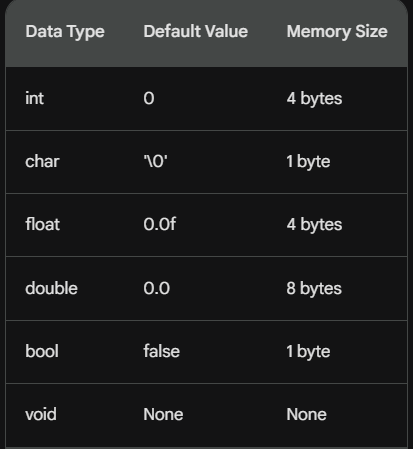 Data Type Default Value Memory Size
int 0 4 bytes
char '\0' 1 byte
float 0.0f 4 bytes
double 0.0 8 bytes
bool false 1 byte
void None None